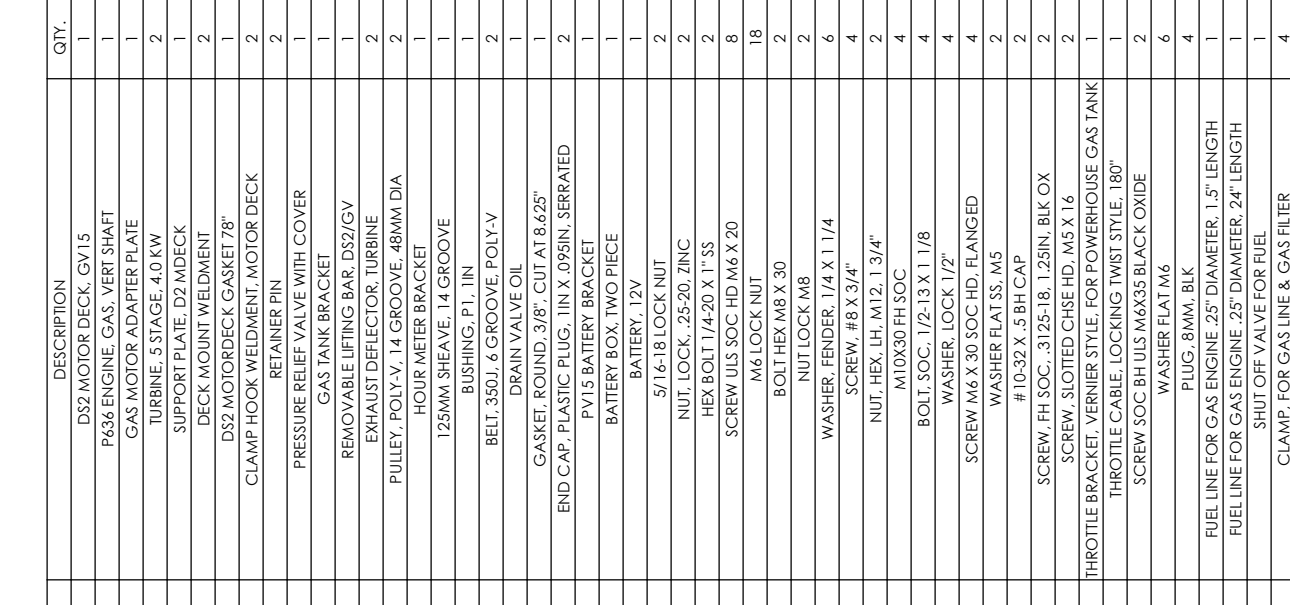 DESCRIPTION QTY.
DS2 MOTOR DECK, GV15 1
P636 ENGINE, GAS, VERT SHAFT 1
GAS MOTOR ADAPTER PLATE 1
TURBINE, 5 STAGE, 4.0 KW 2
SUPPORT PLATE, D2 MDECK 1
DECK MOUNT WELDMENT 2
DS2 MOTORDECK GASKET 78" 1
CLAMP HOOK WELDMENT, MOTOR DECK 2
RETAINER PIN 2
PRESSURE RELIEF VALVE WITH COVER 1
GAS TANK BRACKET 1
REMOVABLE LIFTING BAR, DS2/GV 1
EXHAUST DEFLECTOR, TURBINE 2
PULLEY, POLY-V, 14 GROOVE, 48MM DIA 2
HOUR METER BRACKET 1
125MM SHEAVE, 14 GROOVE 1
BUSHING, P1, 1IN 1
BELT, 350J, 6 GROOVE, POLY-V 2
DRAIN VALVE OIL 1
GASKET, ROUND, 3/8", CUT AT 8.625" 1
END CAP, PLASTIC PLUG, 1IN X .095IN, SERRATED 2
PV15 BATTERY BRACKET 1
BATTERY BOX, TWO PIECE 1
BATTERY, 12V 1
5/16-18 LOCK NUT 2
NUT, LOCK, .25-20, ZINC 2
HEX BOLT 1/4-20 X 1" SS 2
SCREW ULS SOC HD M6 X 20 8
M6 LOCK NUT 18
BOLT HEX M8 X 30 2
NUT LOCK M8 2
WASHER, FENDER, 1/4 X 1 1/4 6
SCREW, #8 X 3/4" 4
NUT, HEX, LH, M12, 1 3/4" 2
M10X30 FH SOC 4
BOLT, SOC, 1/2-13 X 1 1/8 4
WASHER, LOCK 1/2" 4
SCREW M6 X 30 SOC HD, FLANGED 4
WASHER FLAT SS, M5 2
#10-32 X .5 BH CAP 2
SCREW, FH SOC, .3125-18, 1.25IN, BLK OX 2
SCREW, SLOTTED CHSE HD, M5 X 16 2
THROTTLE BRACKET, VERNIER STYLE, FOR POWERHOUSE GAS TANK 1
THROTTLE CABLE, LOCKING TWIST STYLE, 180" 1
SCREW SOC BH ULS M6X35 BLACK OXIDE 2
WASHER FLAT M6 6
PLUG, 8MM, BLK 4
FUEL LINE FOR GAS ENGINE .25" DIAMETER, 1.5" LENGTH 1
FUEL LINE FOR GAS ENGINE .25" DIAMETER, 24" LENGTH 1
SHUT OFF VALVE FOR FUEL 1
CLAMP, FOR GAS LINE & GAS FILTER 4